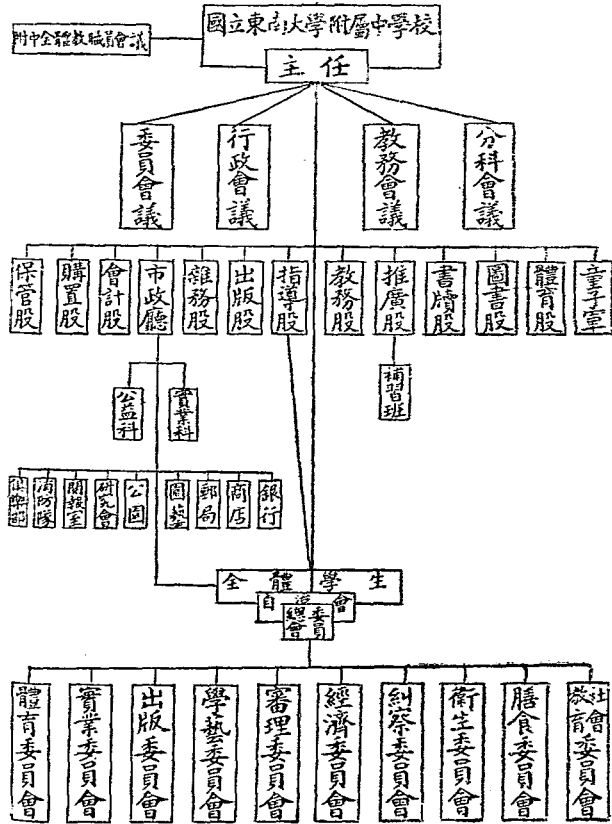 國立東南大學附屬中學校
附中全體教職員會議
主任
委員會議
行政會議
教務會議
分科會議
保管股
購置股
會計股
市政廳
雜務股
出版股
指導股
教務股
推廣股
書牘股
圖書股
體育股
童子軍
公益科
實業科
補習班
俱樂部
消防隊
閱報室
研究會
公園
園藝
郵局
商店
銀行
全體學生
自治會
總委員會
體育委員會
實業委員會
出版委員會
學藝委員會
審理委員會
經濟委員會
糾察委員會
衛生委員會
膳食委員會
社會教育委員會